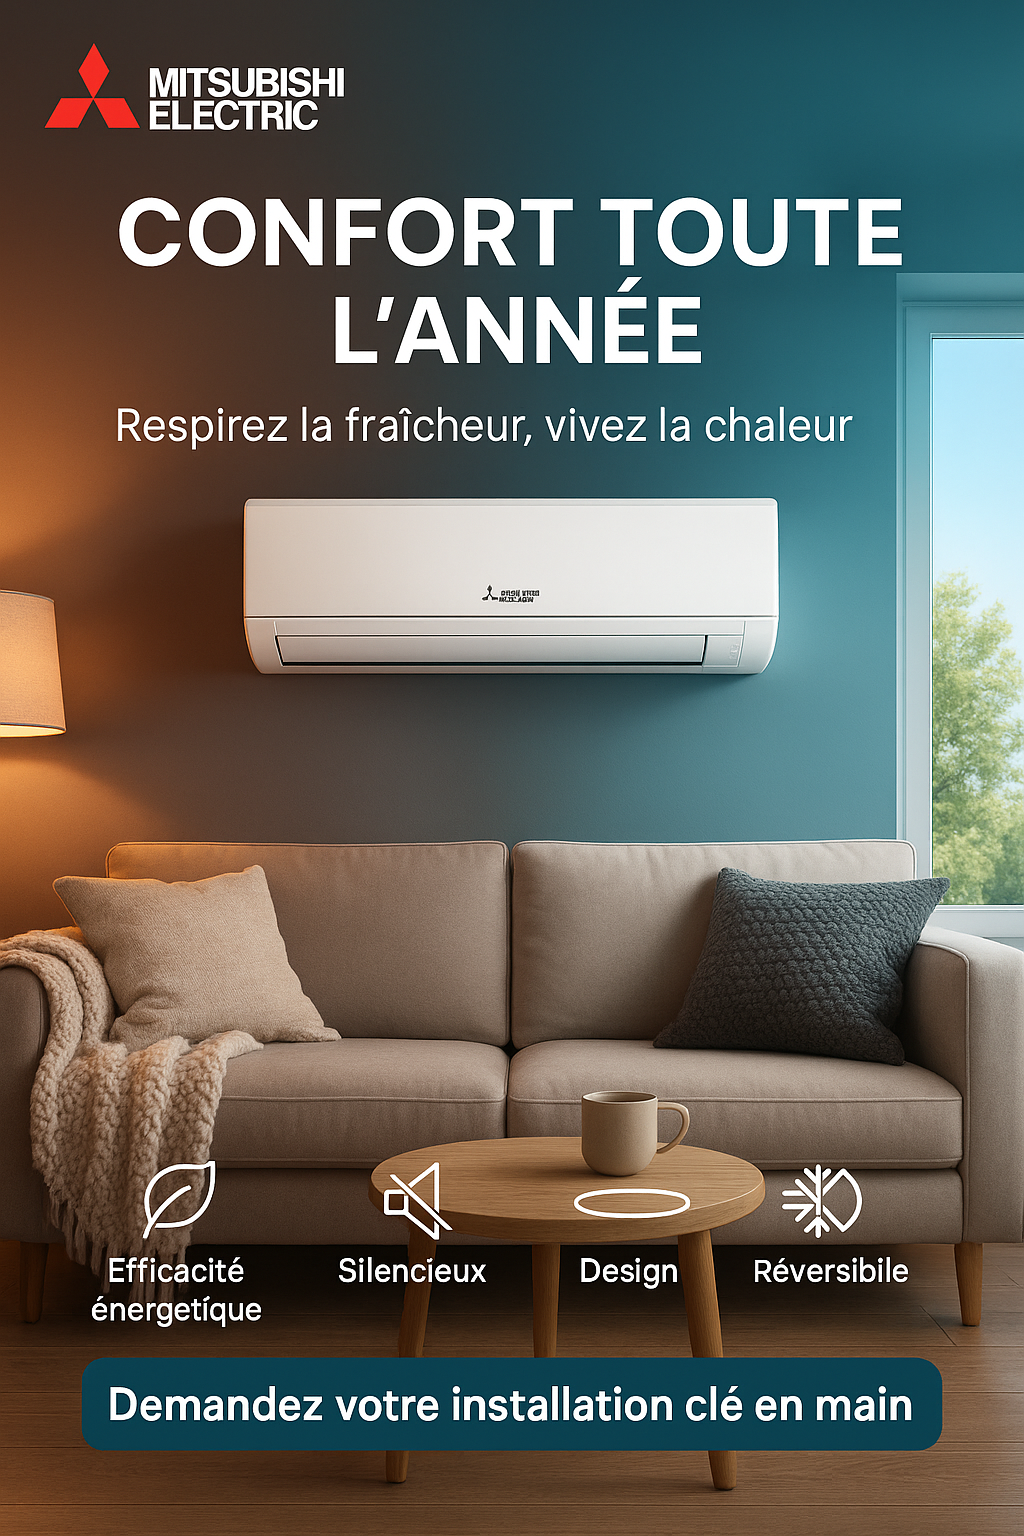 MITSUBISHI
ELECTRIC
CONFORT TOUTE
L'ANNÉE
Respirez la fraîcheur, vivez la chaleur
Efficacité
énergetíque
Silencieux
Design
Réversibile
Demandez votre installation clé en main